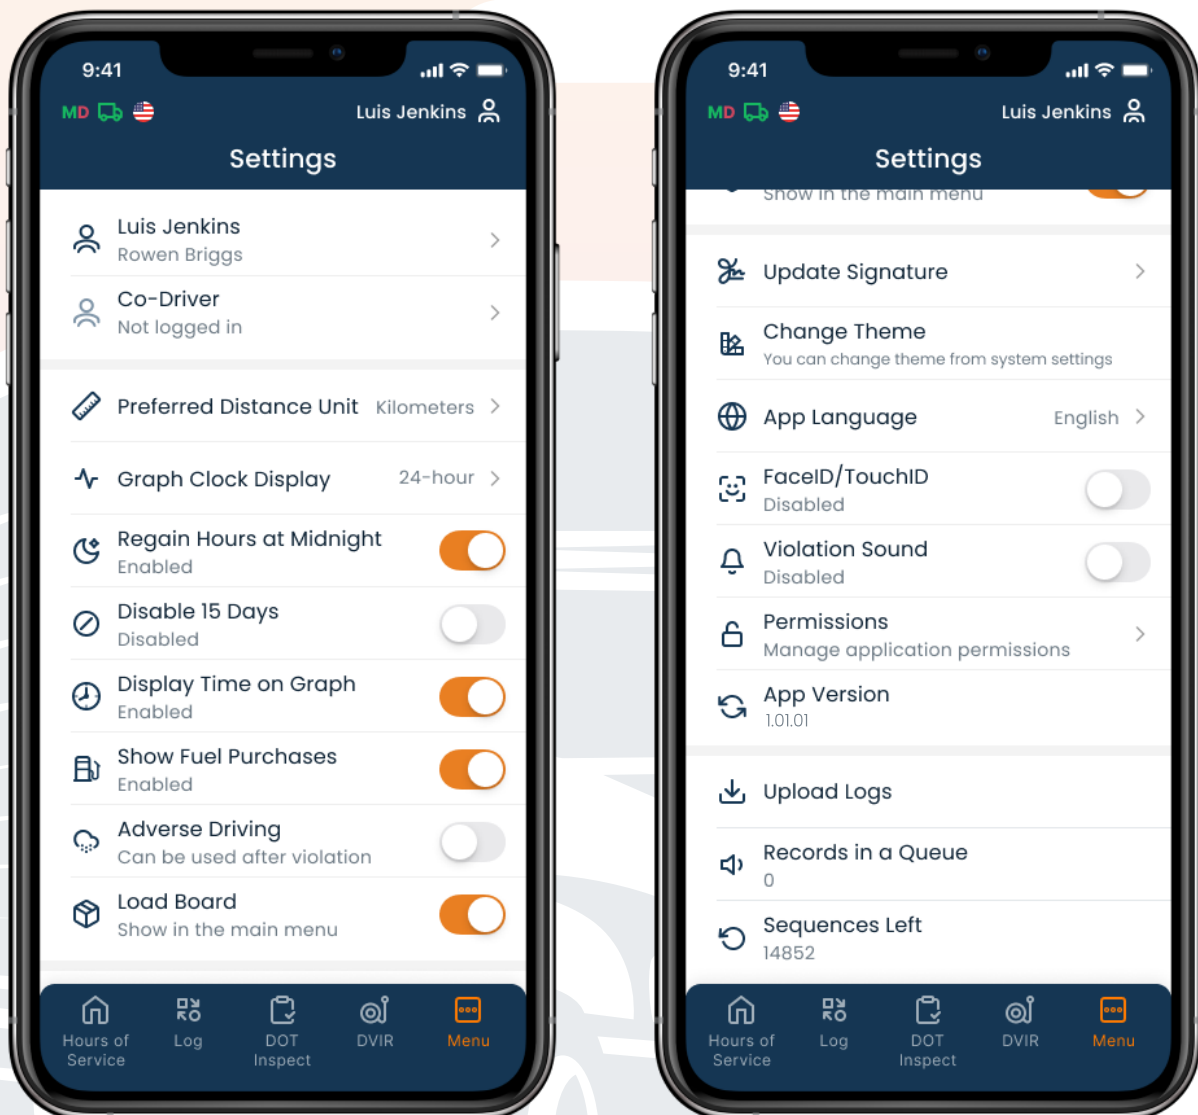 9:41
MD
Luis Jenkins
Settings
Luis Jenkins
Rowen Briggs
Co-Driver
Not logged in
Preferred Distance Unit Kilometers
Graph Clock Display 24-hour
Regain Hours at Midnight
Enabled
Disable 15 Days
Disabled
Display Time on Graph
Enabled
Show Fuel Purchases
Enabled
Adverse Driving
Can be used after violation
Load Board
Show in the main menu
Hours of
Service
Log
DOT
Inspect
DVIR
Menu
9:41
MD
Luis Jenkins
Settings
Show in the main menu
Update Signature
Change Theme
You can change theme from system settings
App Language English
FaceID/TouchID
Disabled
Violation Sound
Disabled
Permissions
Manage application permissions
App Version
1.01.01
Upload Logs
Records in a Queue
0
Sequences Left
14852
Hours of
Service
Log
DOT
Inspect
DVIR
Menu